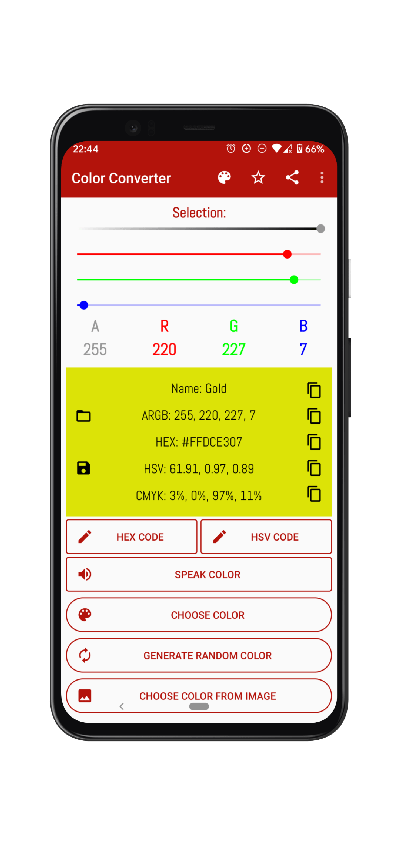 22:44 66%
Color Converter
Selection:
A R G B
255 220 227 7
Name: Gold
ARGB: 255, 220, 227, 7
HEX: #FFDCE307
HSV: 61.91, 0.97, 0.89
CMYK: 3%, 0%, 97%, 11%
HEX CODE HSV CODE
SPEAK COLOR
CHOOSE COLOR
GENERATE RANDOM COLOR
CHOOSE COLOR FROM IMAGE